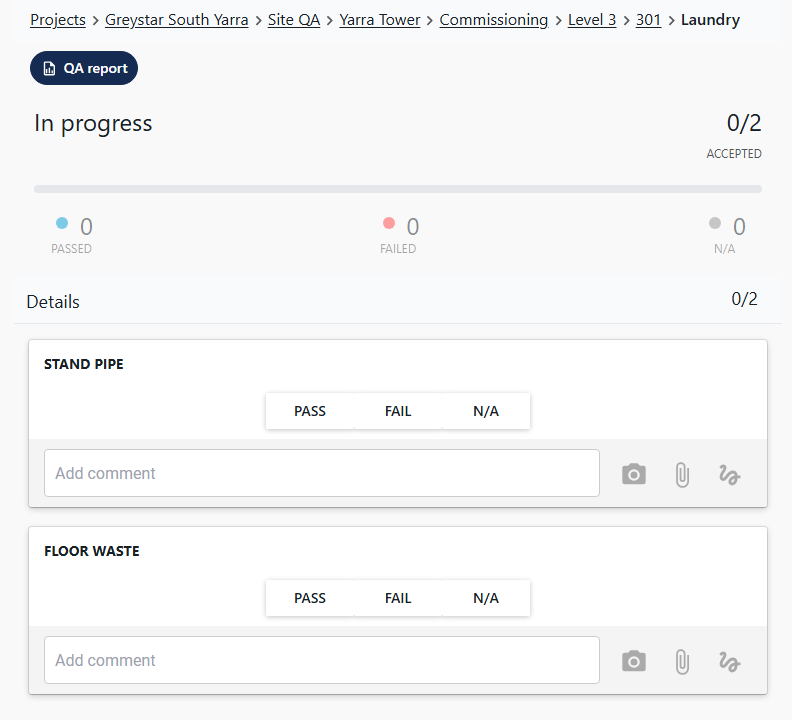 Projects > Greystar South Yarra > Site QA > Yarra Tower > Commissioning > Level 3 > 301 > Laundry
QA report
In progress 0/2
ACCEPTED
0 0 0
PASSED FAILED N/A
Details 0/2
STAND PIPE
PASS FAIL N/A
Add comment
FLOOR WASTE
PASS FAIL N/A
Add comment